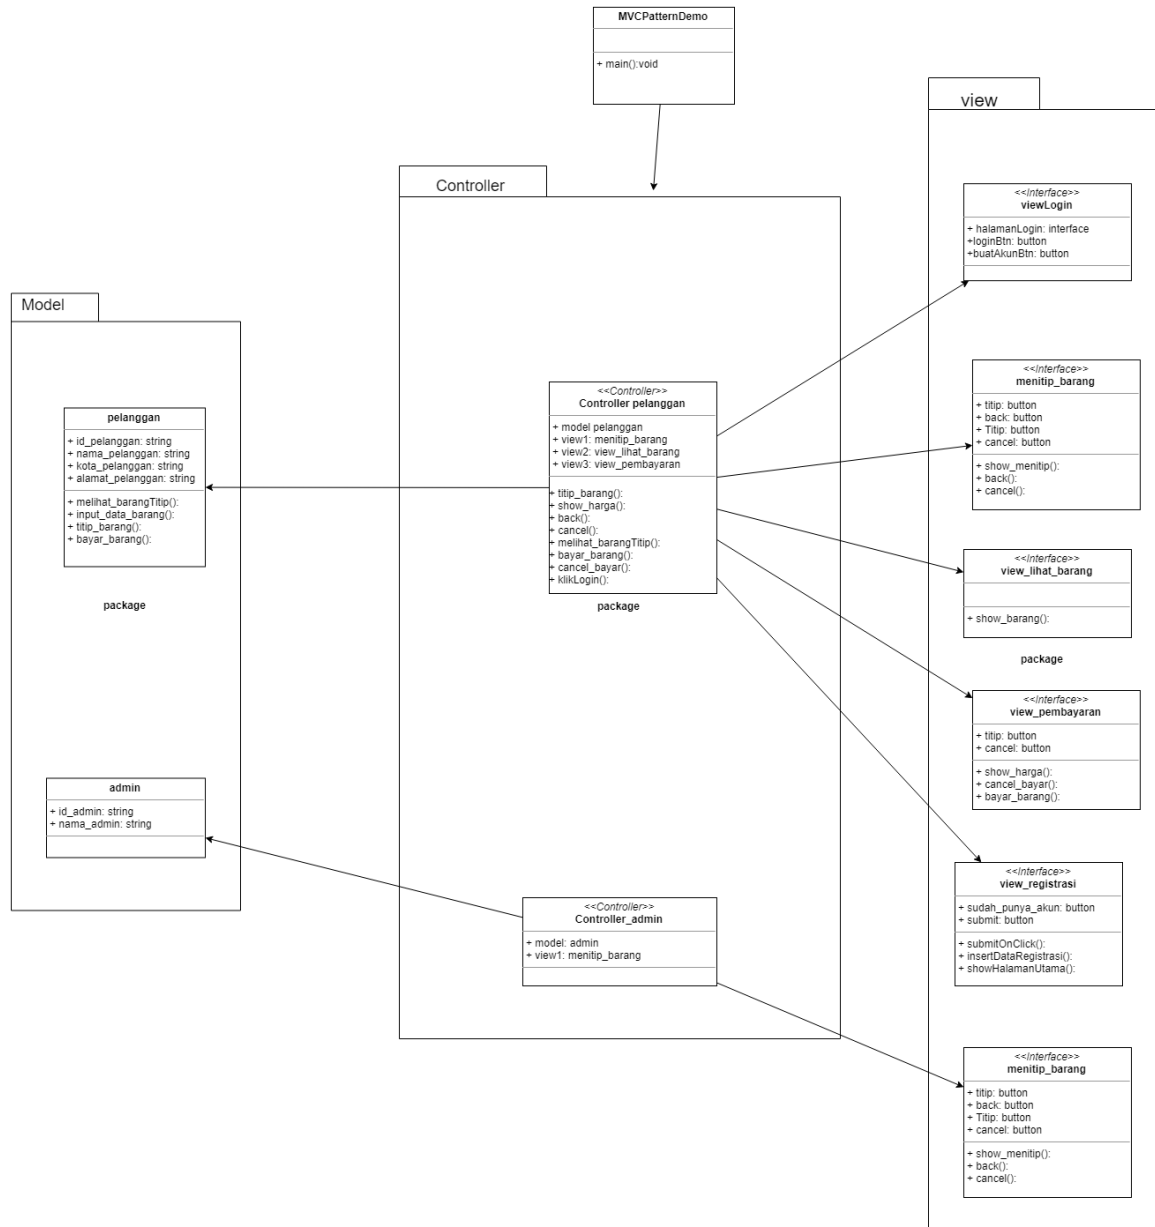 MVCPatternDemo
+ main():void
view
Controller
<<Interface>>
viewLogin
+ halamanLogin: interface
+loginBtn: button
+buatAkunBtn: button
Model
<<Interface>>
menitip_barang
+ titip: button
+ back: button
+ Titip: button
+ cancel: button
+ show_menitip():
+ back():
+ cancel():
<<Controller>>
Controller pelanggan
+ model pelanggan
+ view1: menitip_barang
+ view2: view_lihat_barang
+ view3: view_pembayaran
+ titip_barang():
+ show_harga():
+ back():
+ cancel():
+ melihat_barangTitip():
+ bayar_barang():
+ cancel_bayar():
+ klikLogin():
package
pelanggan
+ id_pelanggan: string
+ nama_pelanggan: string
+ kota_pelanggan: string
+ alamat_pelanggan: string
+ melihat_barangTitip():
+ input_data_barang():
+ titip_barang():
+ bayar_barang():
package
<<Interface>>
view_lihat_barang
+ show_barang():
package
<<Interface>>
view_pembayaran
+ titip: button
+ cancel: button
+ show_harga():
+ cancel_bayar():
+ bayar_barang():
admin
+ id_admin: string
+ nama_admin: string
<<Interface>>
view_registrasi
+ sudah_punya_akun: button
+ submit: button
+ submitOnClick():
+ insertDataRegistrasi():
+ showHalamanUtama():
<<Controller>>
Controller_admin
+ model: admin
+ view1: menitip_barang
<<Interface>>
menitip_barang
+ titip: button
+ back: button
+ Titip: button
+ cancel: button
+ show_menitip():
+ back():
+ cancel():